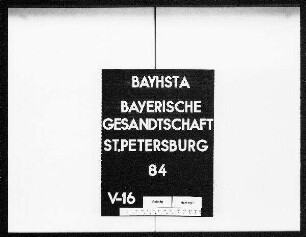 BAYHSTA
BAYERISCHE
GESANDTSCHAFT
ST.PETERSBURG
84
V-16